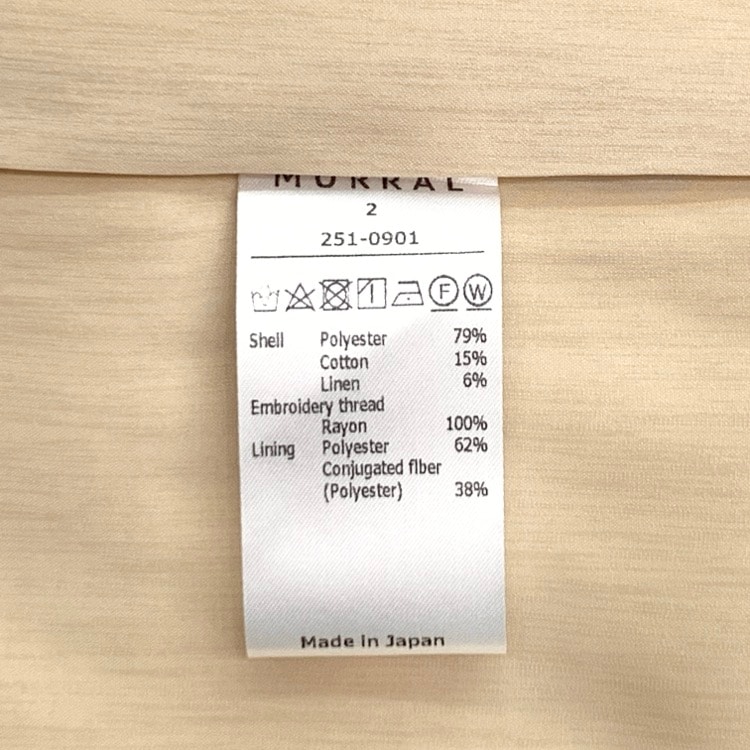 MURRAL
2
251-0901
F W
Shell Polyester 79%
Cotton 15%
Linen 6%
Embroidery thread
Rayon 100%
Lining Polyester 62%
Conjugated fiber
(Polyester) 38%
Made in Japan